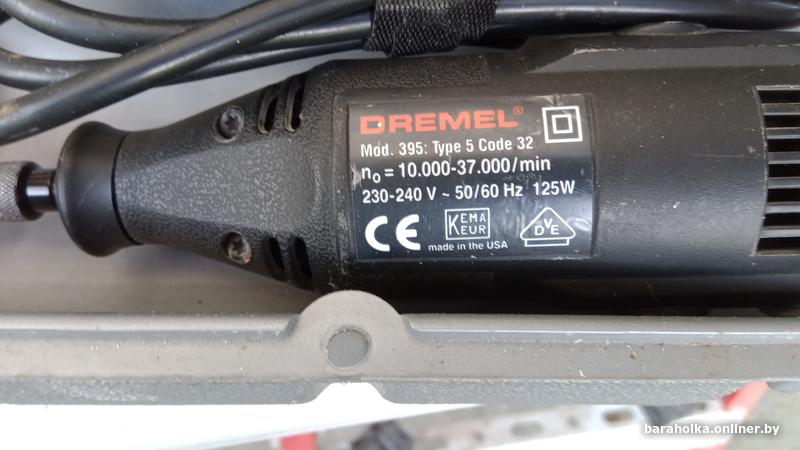 DREMEL®
Mod. 395: Type 5 Code 32
n₀ = 10.000-37.000/min
230-240 V ~ 50/60 Hz 125W
CE
KEMA
KEUR
DVE
made in the USA
baraholka.onliner.by